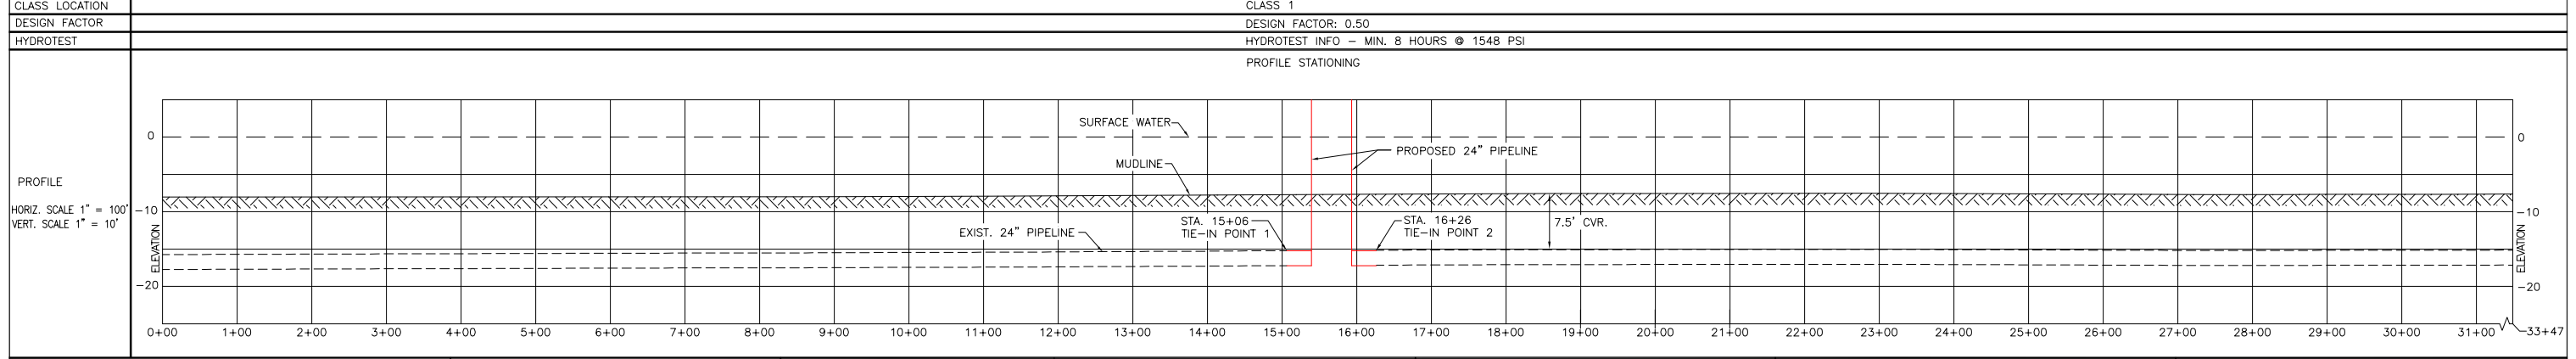 CLASS LOCATION
CLASS 1
DESIGN FACTOR
DESIGN FACTOR: 0.50
HYDROTEST
HYDROTEST INFO – MIN. 8 HOURS @ 1548 PSI
PROFILE STATIONING
PROFILE
HORIZ. SCALE 1" = 100'
VERT. SCALE 1" = 10'
0
-10
-20
ELEVATION
SURFACE WATER
MUDLINE
EXIST. 24" PIPELINE
STA. 15+06
TIE-IN POINT 1
PROPOSED 24" PIPELINE
STA. 16+26
TIE-IN POINT 2
7.5' CVR.
0
-10
-20
ELEVATION
0+00 1+00 2+00 3+00 4+00 5+00 6+00 7+00 8+00 9+00 10+00 11+00 12+00 13+00 14+00 15+00 16+00 17+00 18+00 19+00 20+00 21+00 22+00 23+00 24+00 25+00 26+00 27+00 28+00 29+00 30+00 31+00 33+47